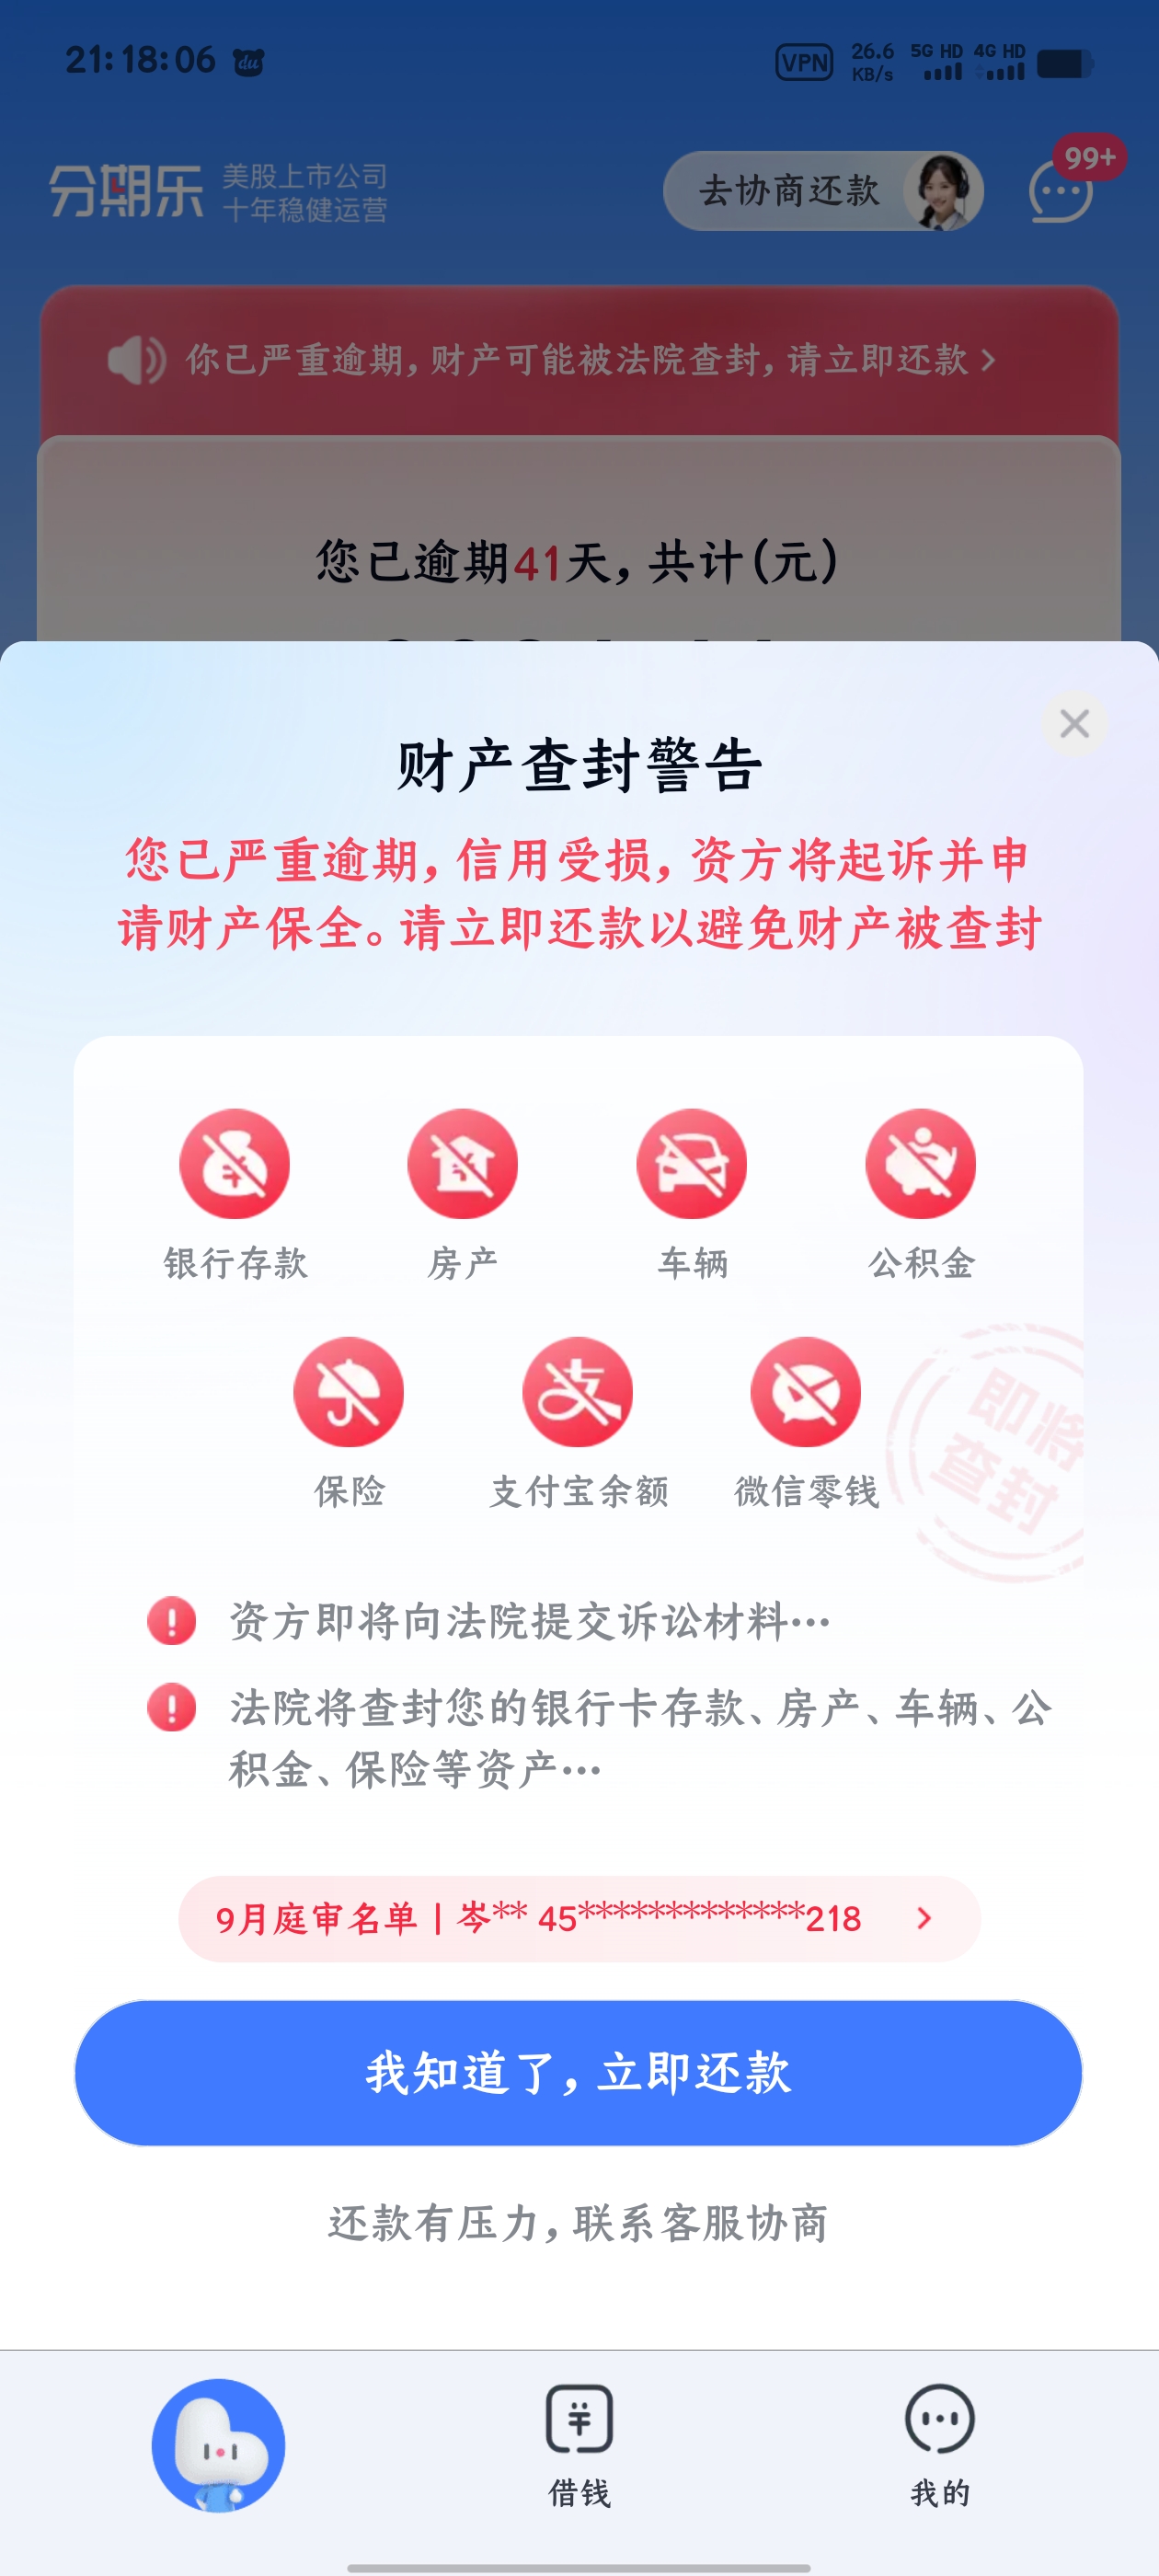 21:18:06 du VPN 26.6 KB/s 5G HD 4G HD
分期乐 美股上市公司
十年稳健运营
去协商还款
99+
你已严重逾期,财产可能被法院查封,请立即还款
您已逾期41天,共计(元)
财产查封警告
您已严重逾期,信用受损,资方将起诉并申
请财产保全。请立即还款以避免财产被查封
银行存款 房产 车辆 公积金
保险 支付宝余额 微信零钱
即将
查封
资方即将向法院提交诉讼材料…
法院将查封您的银行卡存款、房产、车辆、公
积金、保险等资产…
9月庭审名单 | 岑** 45*************218
我知道了,立即还款
还款有压力,联系客服协商
借钱 我的